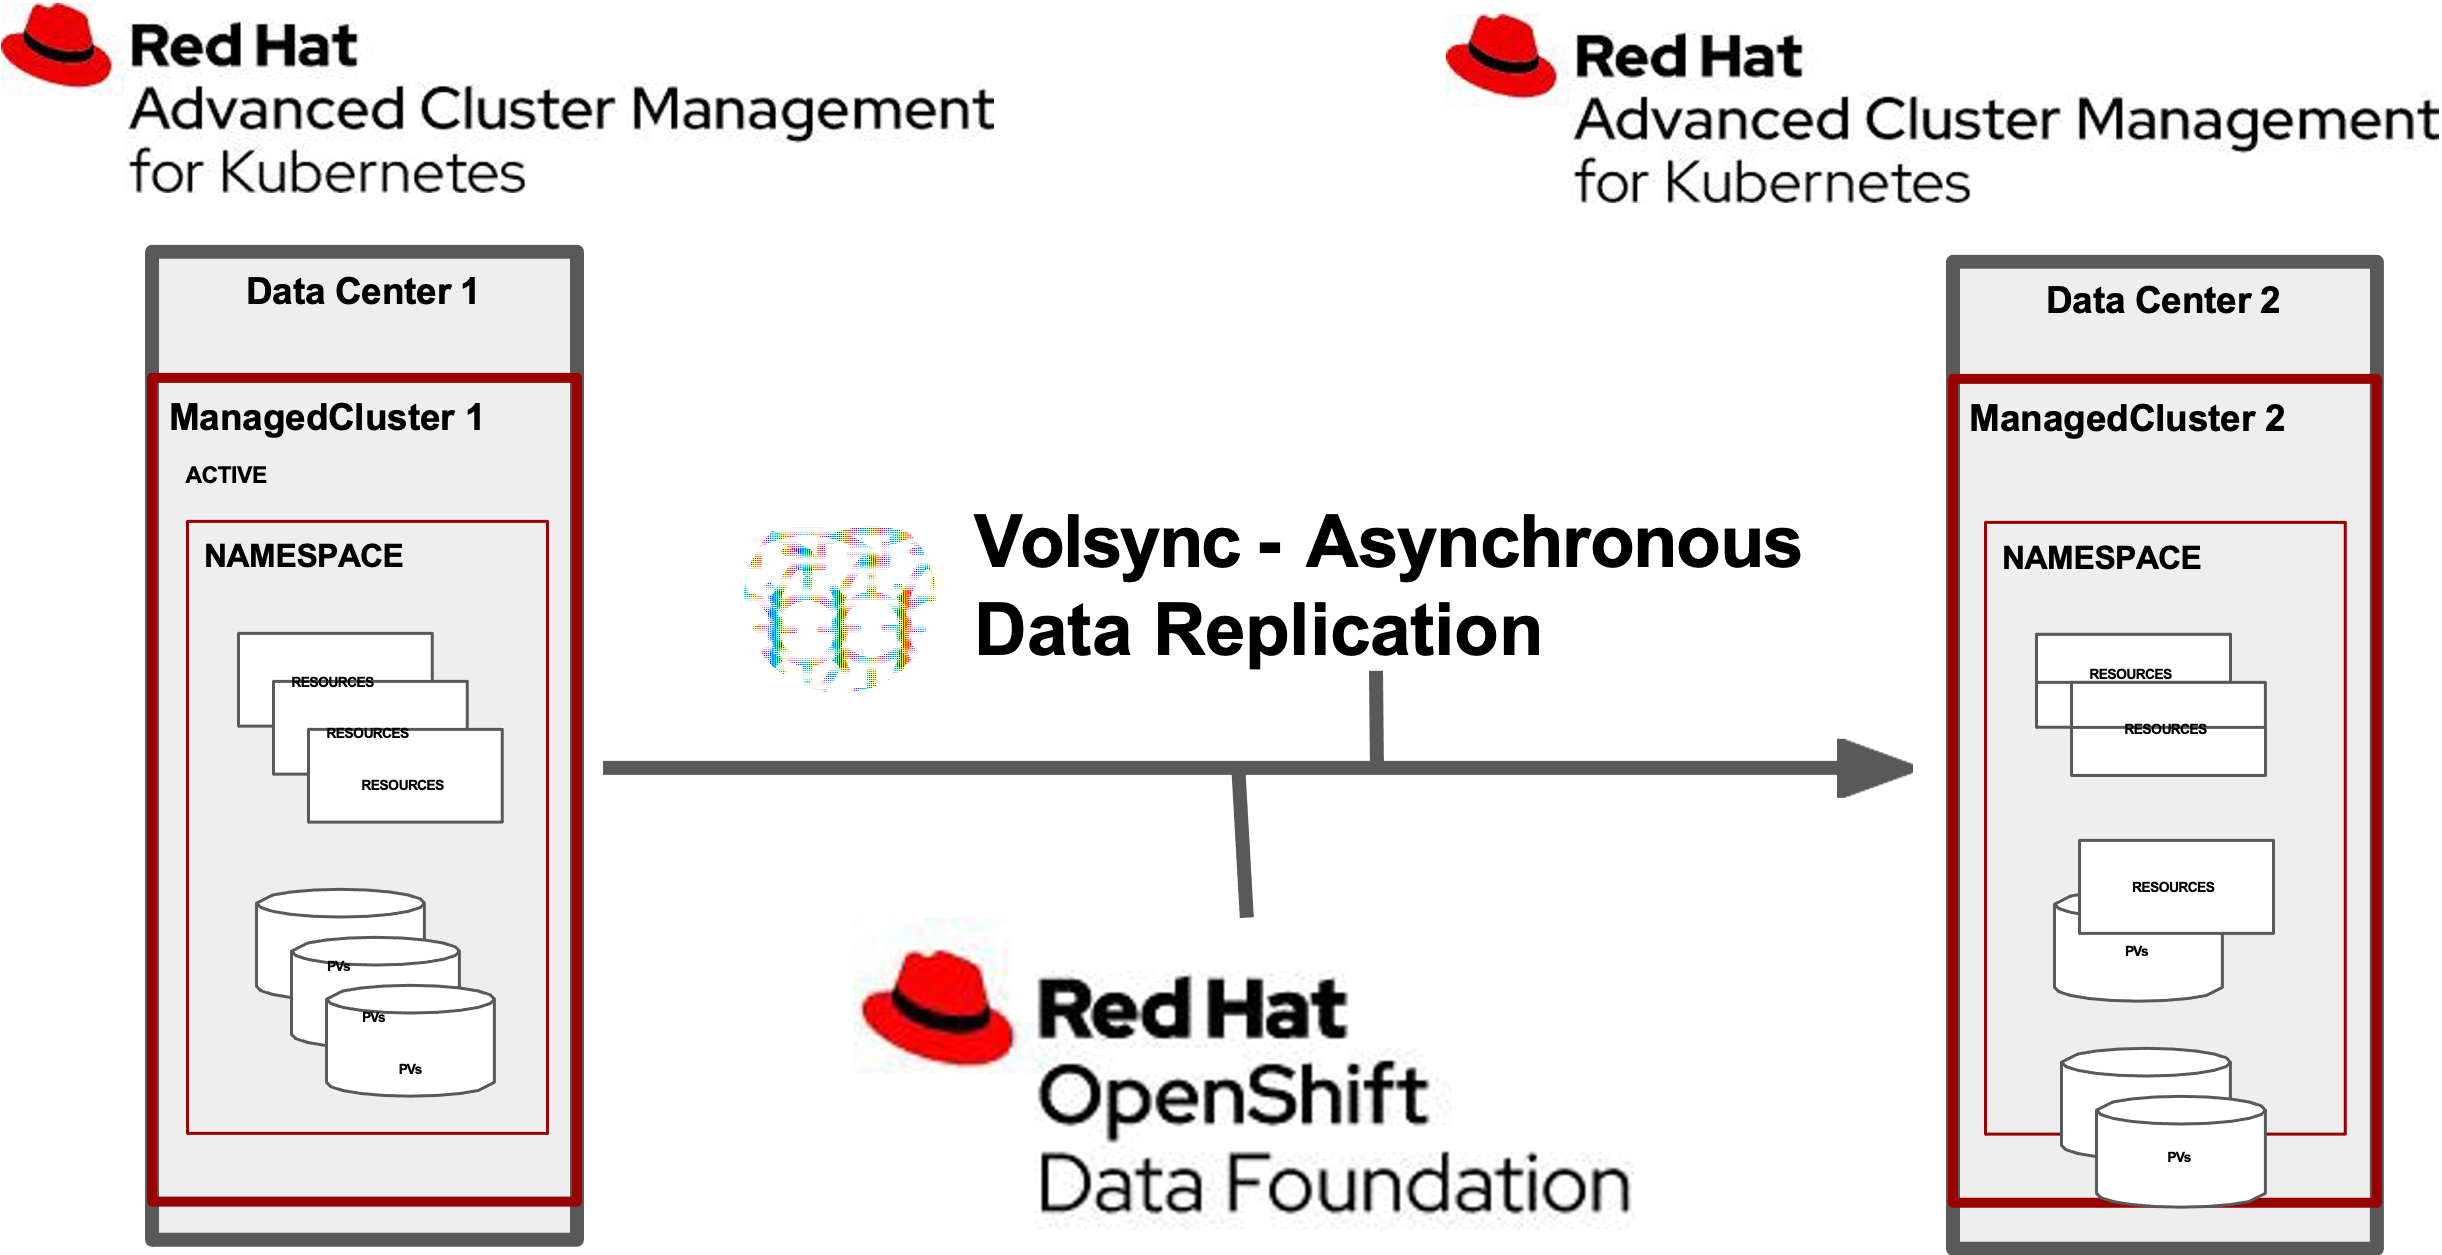 Red Hat
Advanced Cluster Management
for Kubernetes
Red Hat
Advanced Cluster Management
for Kubernetes
Data Center 1
ManagedCluster 1
ACTIVE
NAMESPACE
RESOURCES
RESOURCES
RESOURCES
PVs
PVs
PVs
Volsync - Asynchronous
Data Replication
Red Hat
OpenShift
Data Foundation
Data Center 2
ManagedCluster 2
NAMESPACE
RESOURCES
RESOURCES
RESOURCES
PVs
PVs